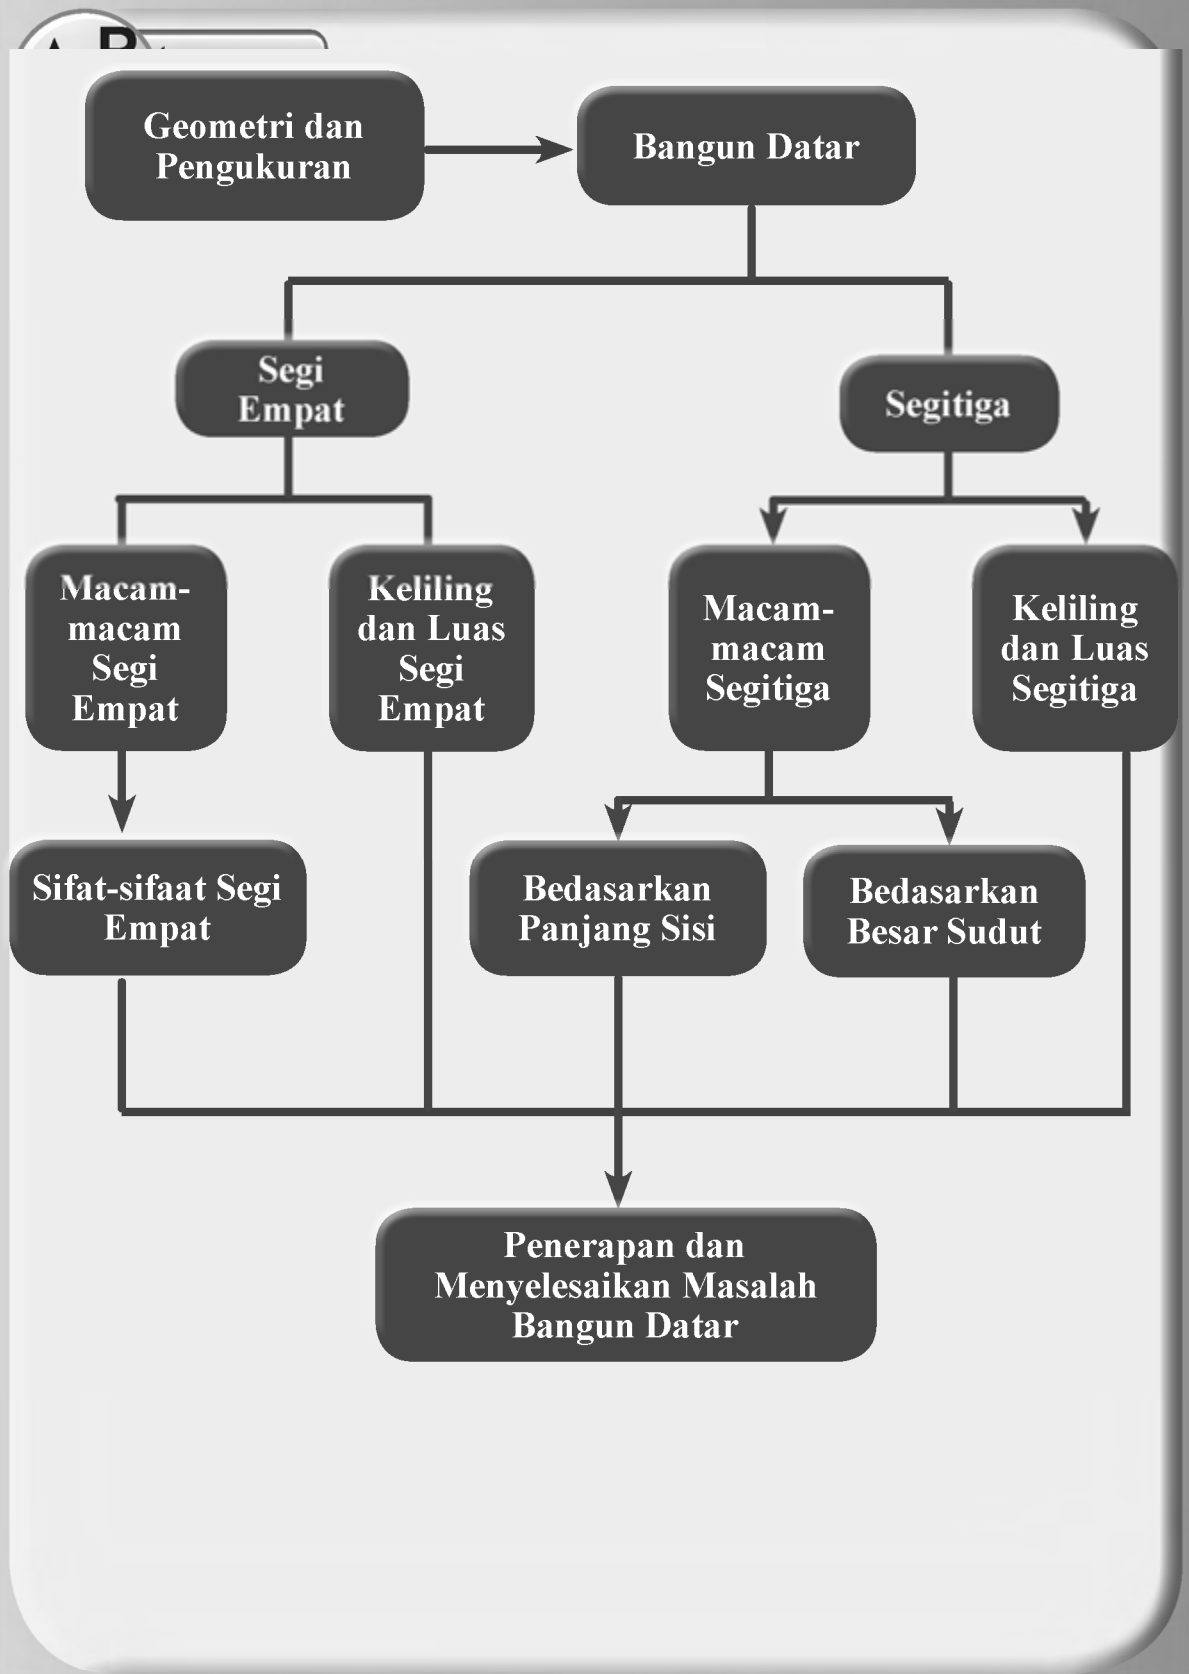 Geometri dan
Pengukuran
Bangun Datar
Segi
Empat
Segitiga
Macam-
macam
Segi
Empat
Keliling
dan Luas
Segi
Empat
Macam-
macam
Segitiga
Keliling
dan Luas
Segitiga
Sifat-sifaat Segi
Empat
Bedasarkan
Panjang Sisi
Bedasarkan
Besar Sudut
Penerapan dan
Menyelesaikan Masalah
Bangun Datar